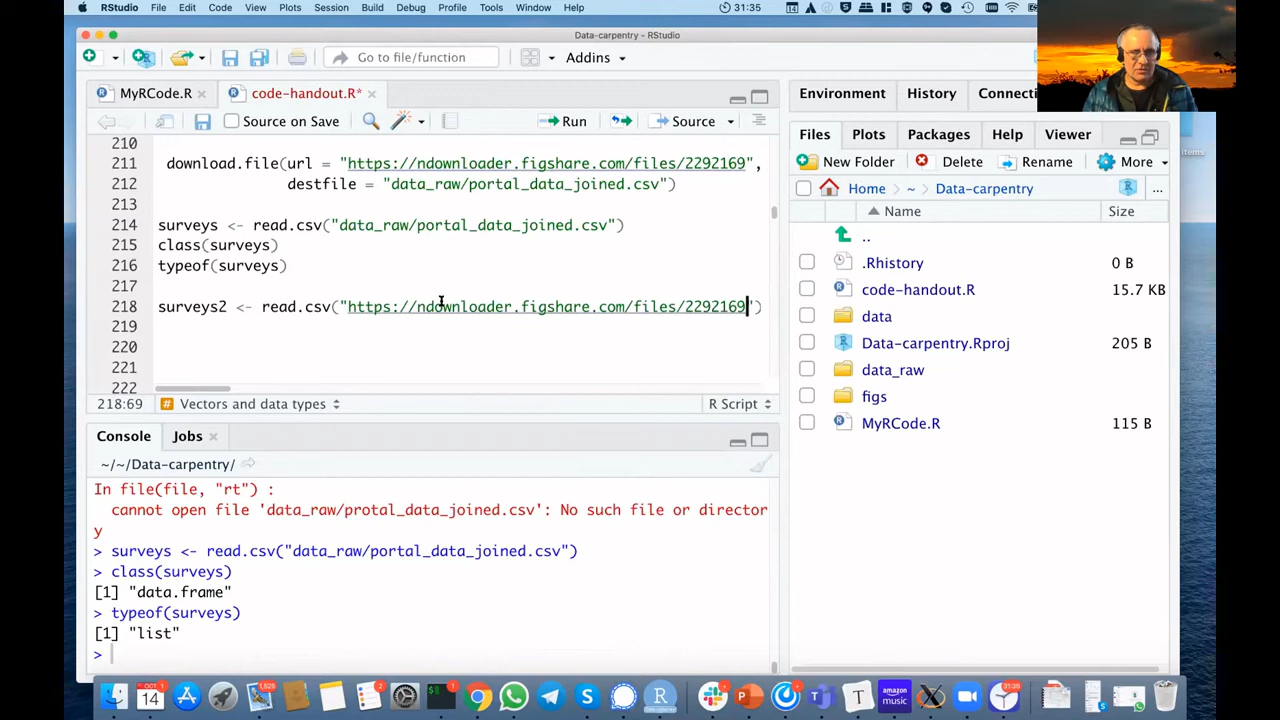 RStudio File Edit Code View Plots Session Build Debug Profile Tools Window Help 31:35
Data-carpentry - RStudio
Go to file/function Addins
MyRCode.R code-handout.R* Environment History Connecti
Source on Save Run Source Files Plots Packages Help Viewer
New Folder Delete Rename More
Home ~ Data-carpentry ...
Name Size
..
.Rhistory 0 B
code-handout.R 15.7 KB
data
Data-carpentry.Rproj 205 B
data_raw
figs
MyRCode.R 115 B
210
211 download.file(url = "https://ndownloader.figshare.com/files/2292169",
212 destfile = "data_raw/portal_data_joined.csv")
213
214 surveys <- read.csv("data_raw/portal_data_joined.csv")
215 class(surveys)
216 typeof(surveys)
217
218 surveys2 <- read.csv("https://ndownloader.figshare.com/files/2292169")
219
220
221
222
218:69 # Vectors and data types R Script
Console Jobs
~/~/Data-carpentry/
In file(file, "rt") :
cannot open file 'data_raw/protal_data_joined.csv': No such file or director
y
> surveys <- read.csv("data_raw/portal_data_joined.csv")
> class(surveys)
[1] "data.frame"
> typeof(surveys)
[1] "list"
>
items
amazon music